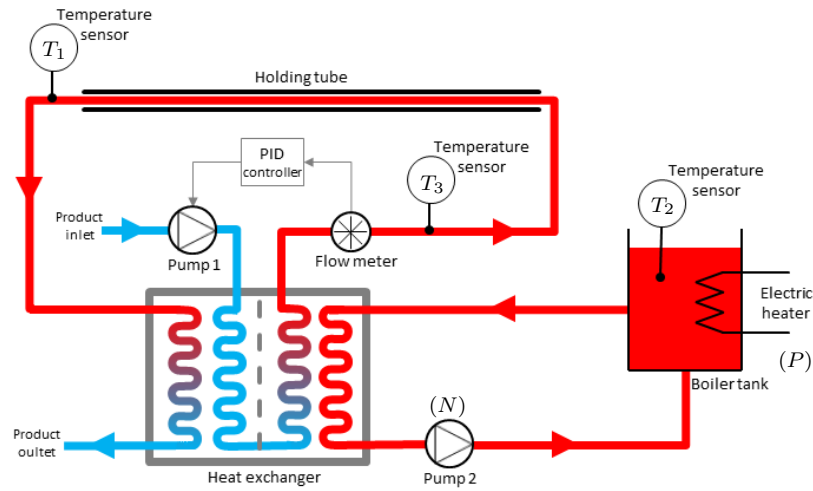 Temperature
sensor
T₁
Holding tube
PID
controller
Temperature
sensor
T₃
Temperature
sensor
T₂
Product
inlet
Pump 1
Flow meter
Electric
heater
(P)
Boiler tank
(N)
Product
oultet
Heat exchanger
Pump 2